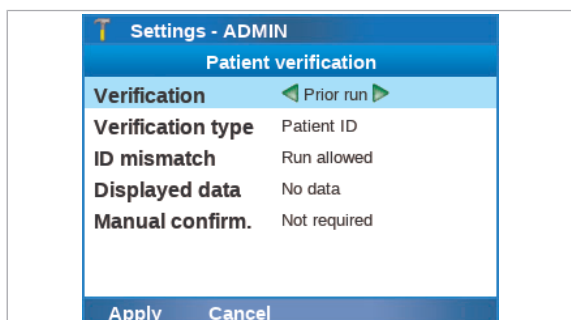 Settings - ADMIN
Patient verification
Verification Prior run
Verification type Patient ID
ID mismatch Run allowed
Displayed data No data
Manual confirm. Not required
Apply Cancel